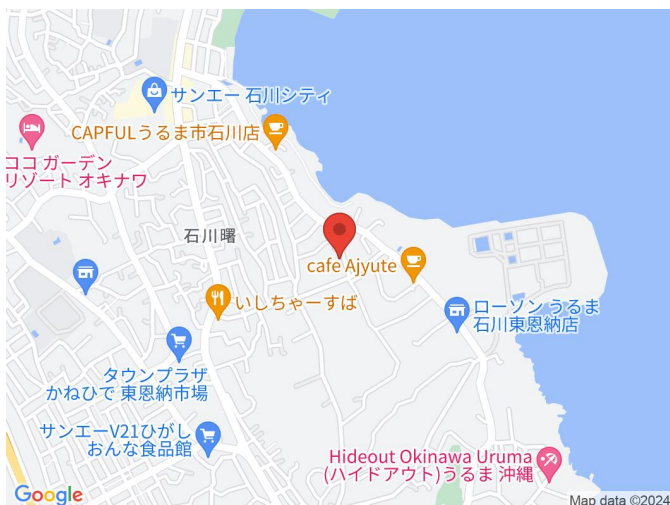 サンエー 石川シティ
CAPFULうるま市石川店
ココ ガーデン
リゾート オキナワ
石川曙
cafe Ajyute
いしちゃーすば
ローソン うるま
石川東恩納店
タウンプラザ
かねひで 東恩納市場
サンエーV21ひがし
おんな食品館
Hideout Okinawa Uruma
(ハイドアウト)うるま 沖縄
Google
Map data ©2024